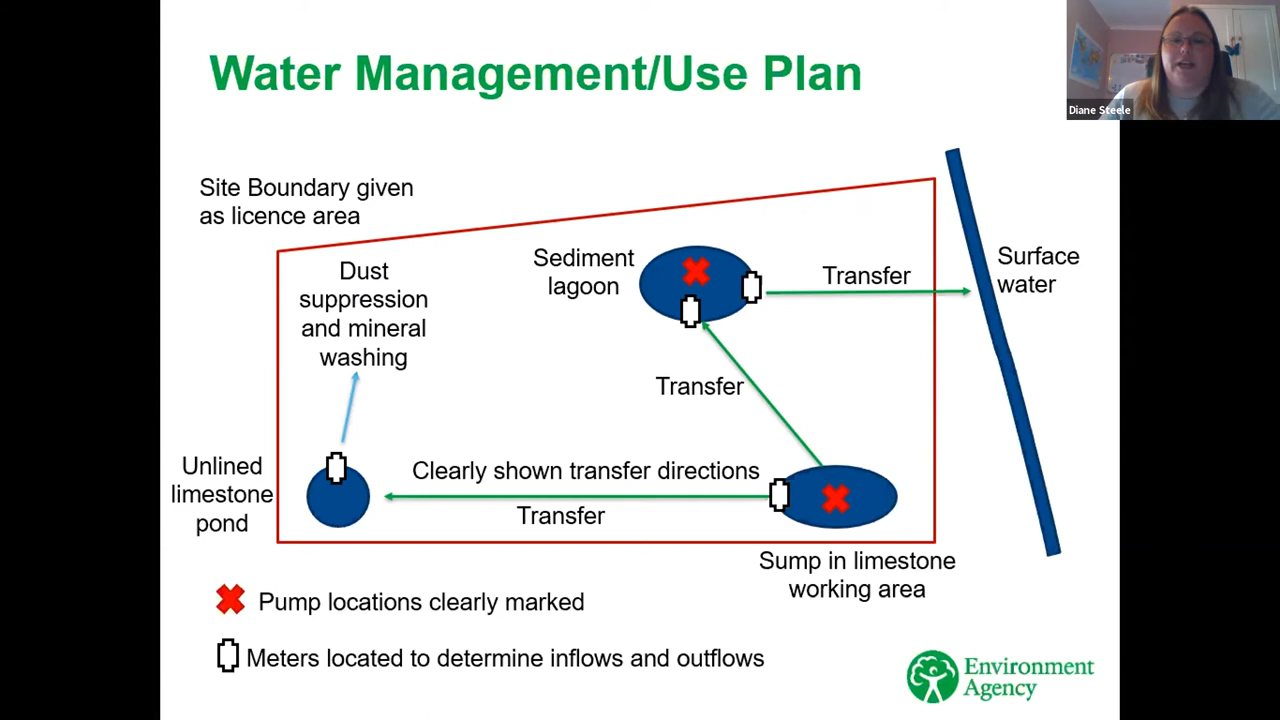 Water Management/Use Plan
Diane Steele
Site Boundary given
as licence area
Dust
suppression
and mineral
washing
Sediment
lagoon
Transfer
Surface
water
Transfer
Unlined
limestone
pond
Clearly shown transfer directions
Transfer
Sump in limestone
working area
Pump locations clearly marked
Meters located to determine inflows and outflows
Environment
Agency